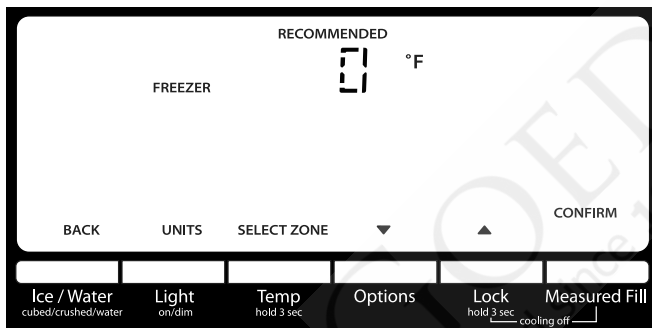 RECOMMENDED
0 °F
FREEZER
BACK UNITS SELECT ZONE ▼ ▲ CONFIRM
Ice / Water Light Temp Options Lock Measured Fill
cubed/crushed/water on/dim hold 3 sec hold 3 sec
cooling off
since